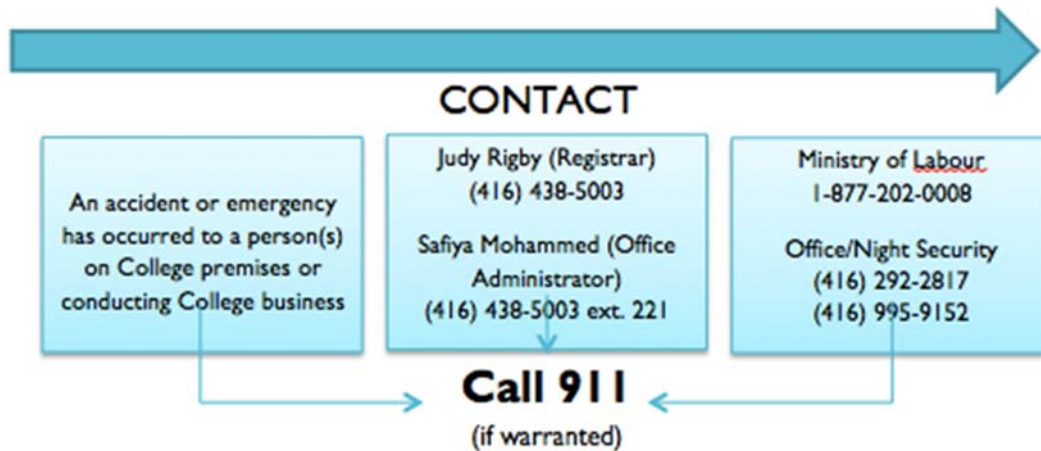 CONTACT
An accident or emergency
has occurred to a person(s)
on College premises or
conducting College business
Judy Rigby (Registrar)
(416) 438-5003
Safiya Mohammed (Office
Administrator)
(416) 438-5003 ext. 221
Ministry of Labour
1-877-202-0008
Office/Night Security
(416) 292-2817
(416) 995-9152
Call 911
(if warranted)